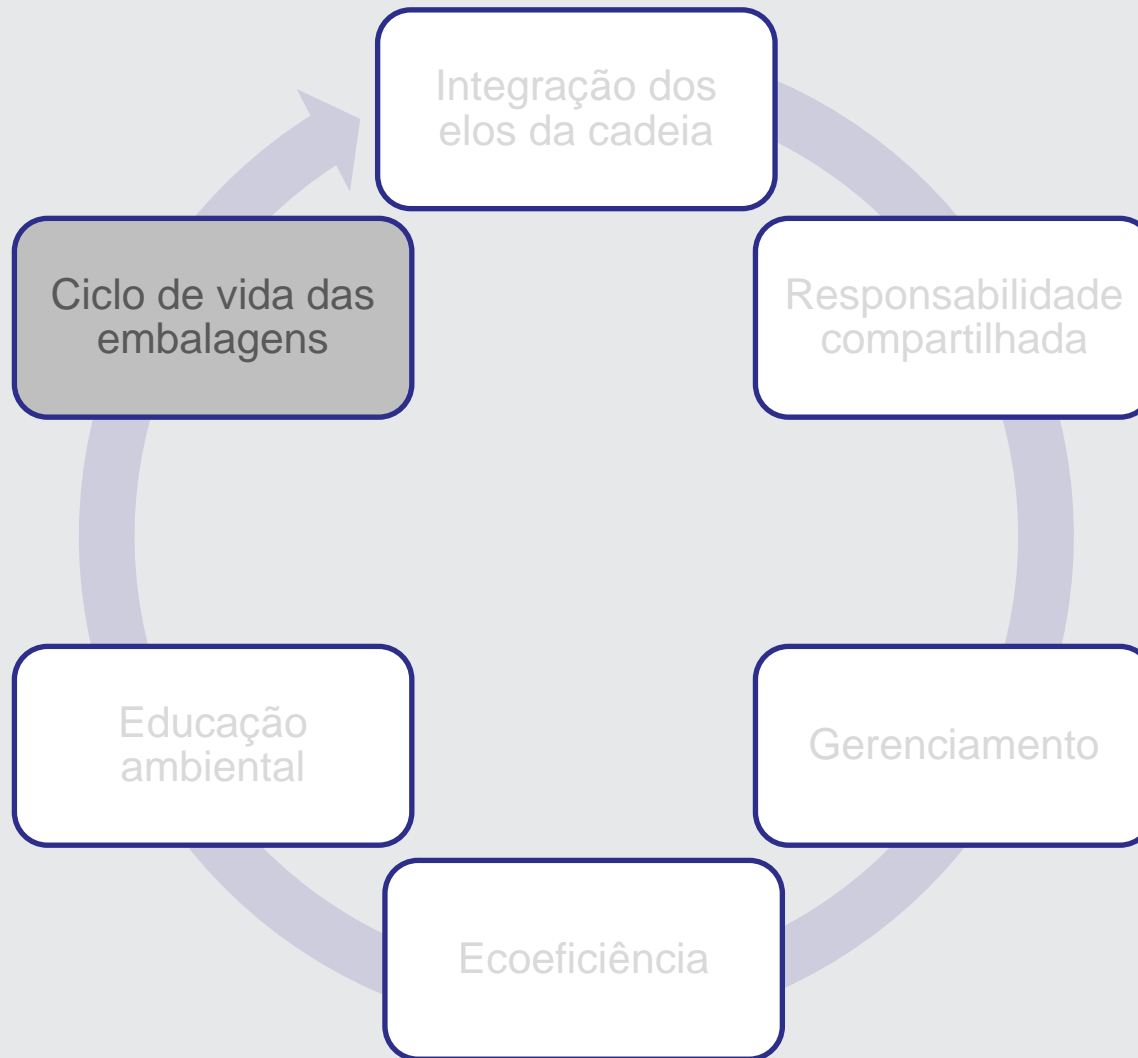 Integração dos
elos da cadeia
Responsabilidade
compartilhada
Gerenciamento
Ecoeficiência
Educação
ambiental
Ciclo de vida das
embalagens